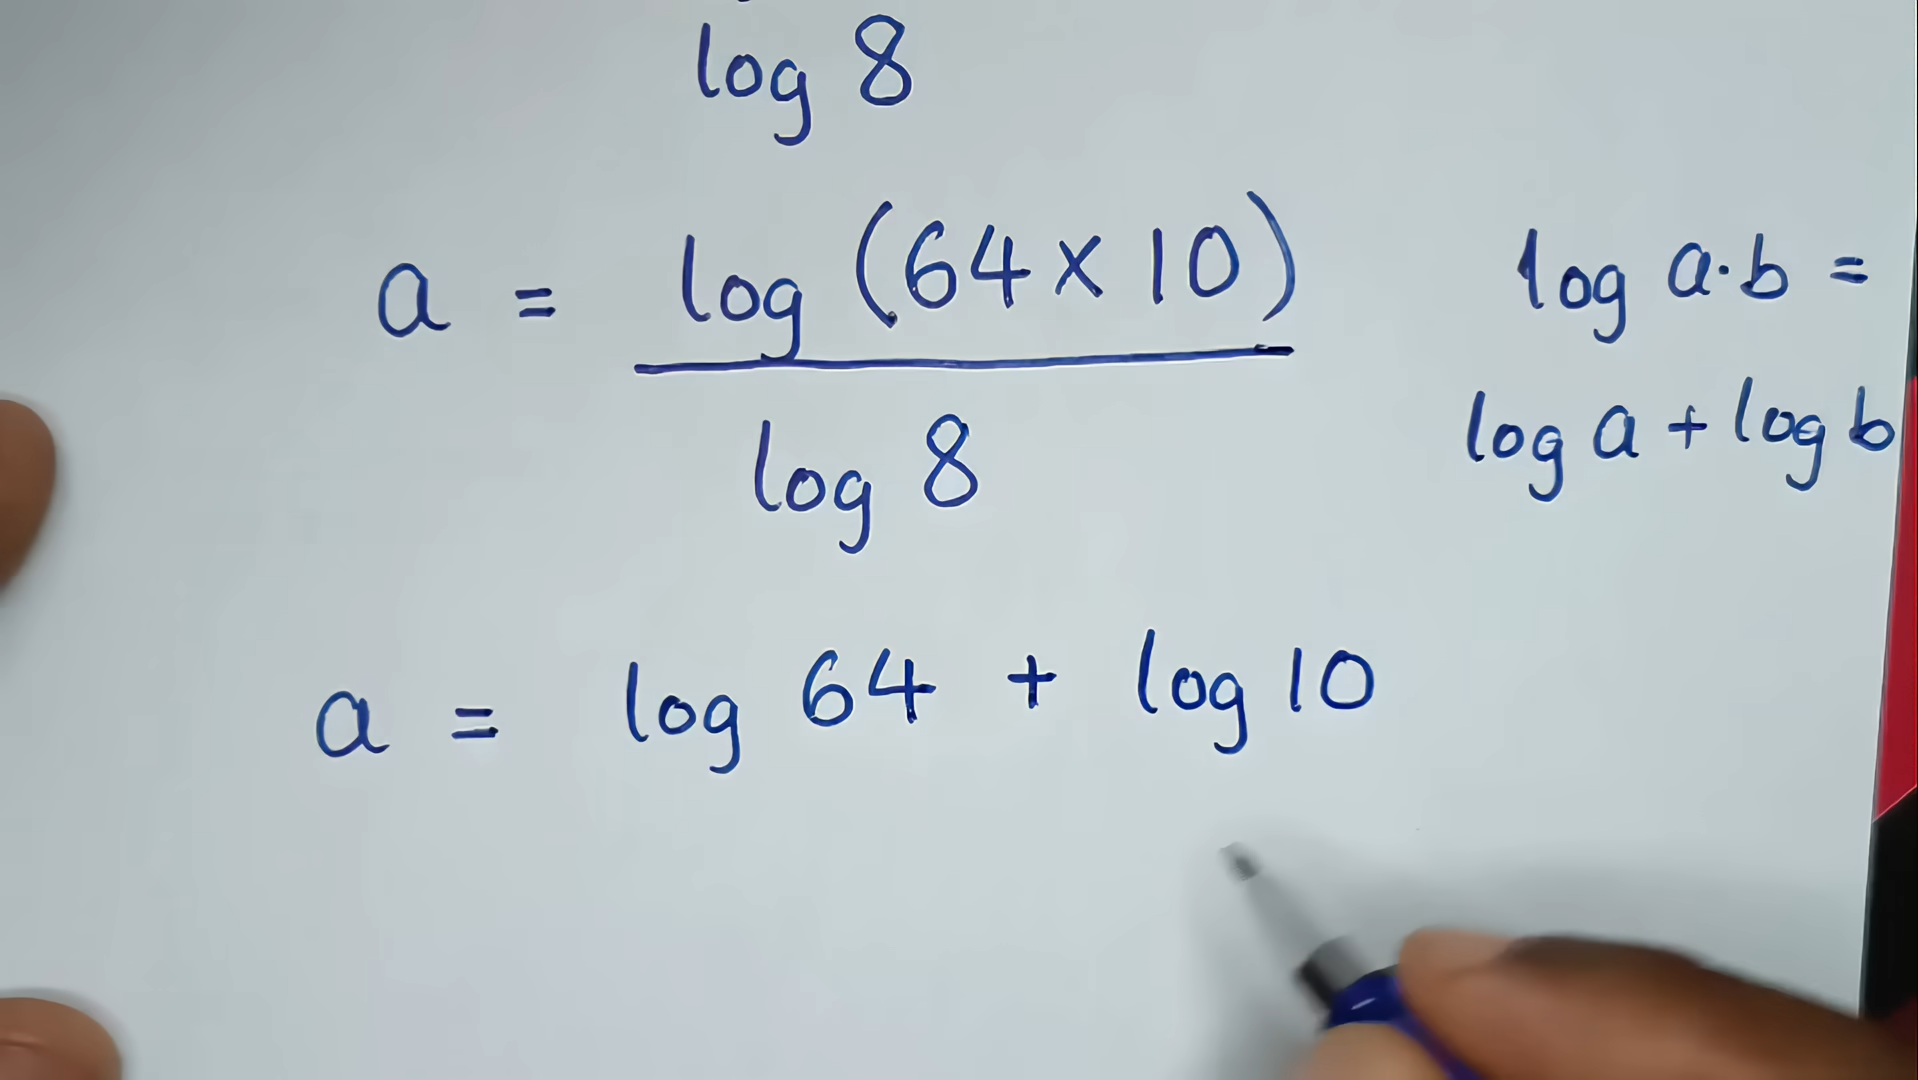 log 8
a = log (64 x 10)
log 8
log a·b =
log a + log b
a = log 64 + log 10